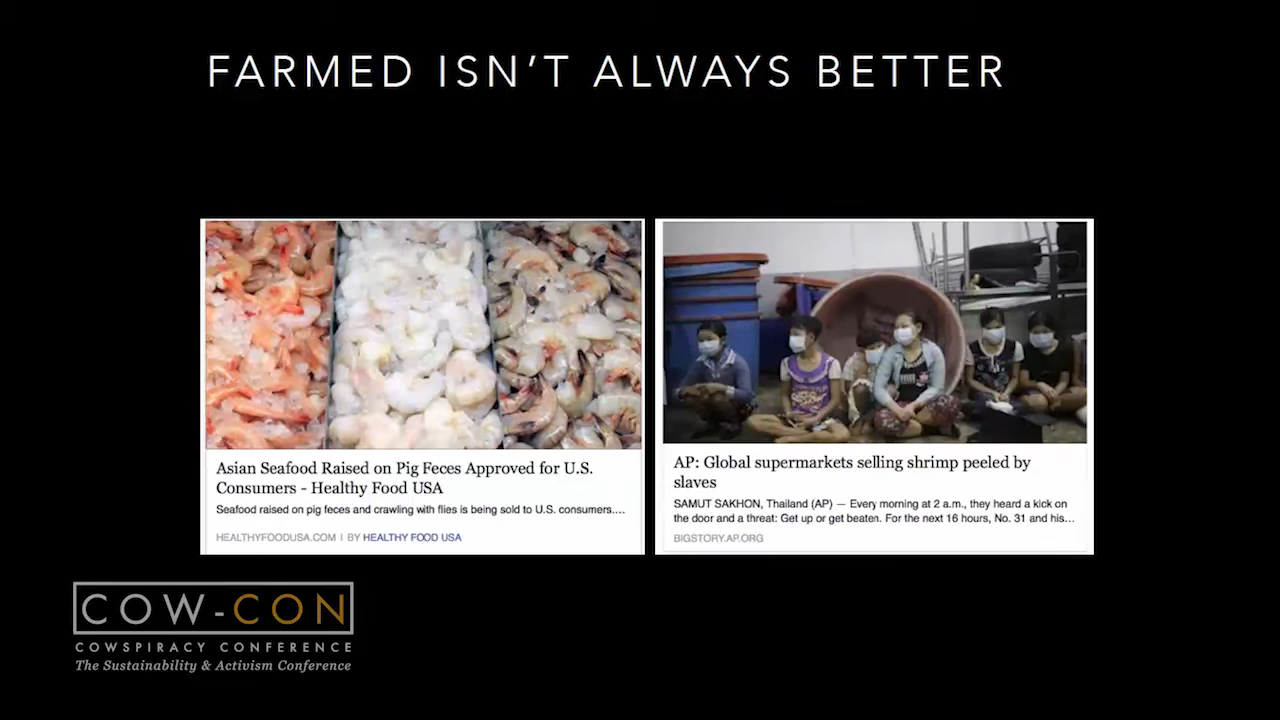 FARMED ISN'T ALWAYS BETTER
Asian Seafood Raised on Pig Feces Approved for U.S.
Consumers - Healthy Food USA
Seafood raised on pig feces and crawling with flies is being sold to U.S. consumers....
HEALTHYFOODUSA.COM | BY HEALTHY FOOD USA
AP: Global supermarkets selling shrimp peeled by
slaves
SAMUT SAKHON, Thailand (AP) — Every morning at 2 a.m., they heard a kick on
the door and a threat: Get up or get beaten. For the next 16 hours, No. 31 and his...
BIGSTORY.AP.ORG
COW-CON
COWSPIRACY CONFERENCE
The Sustainability & Activism Conference